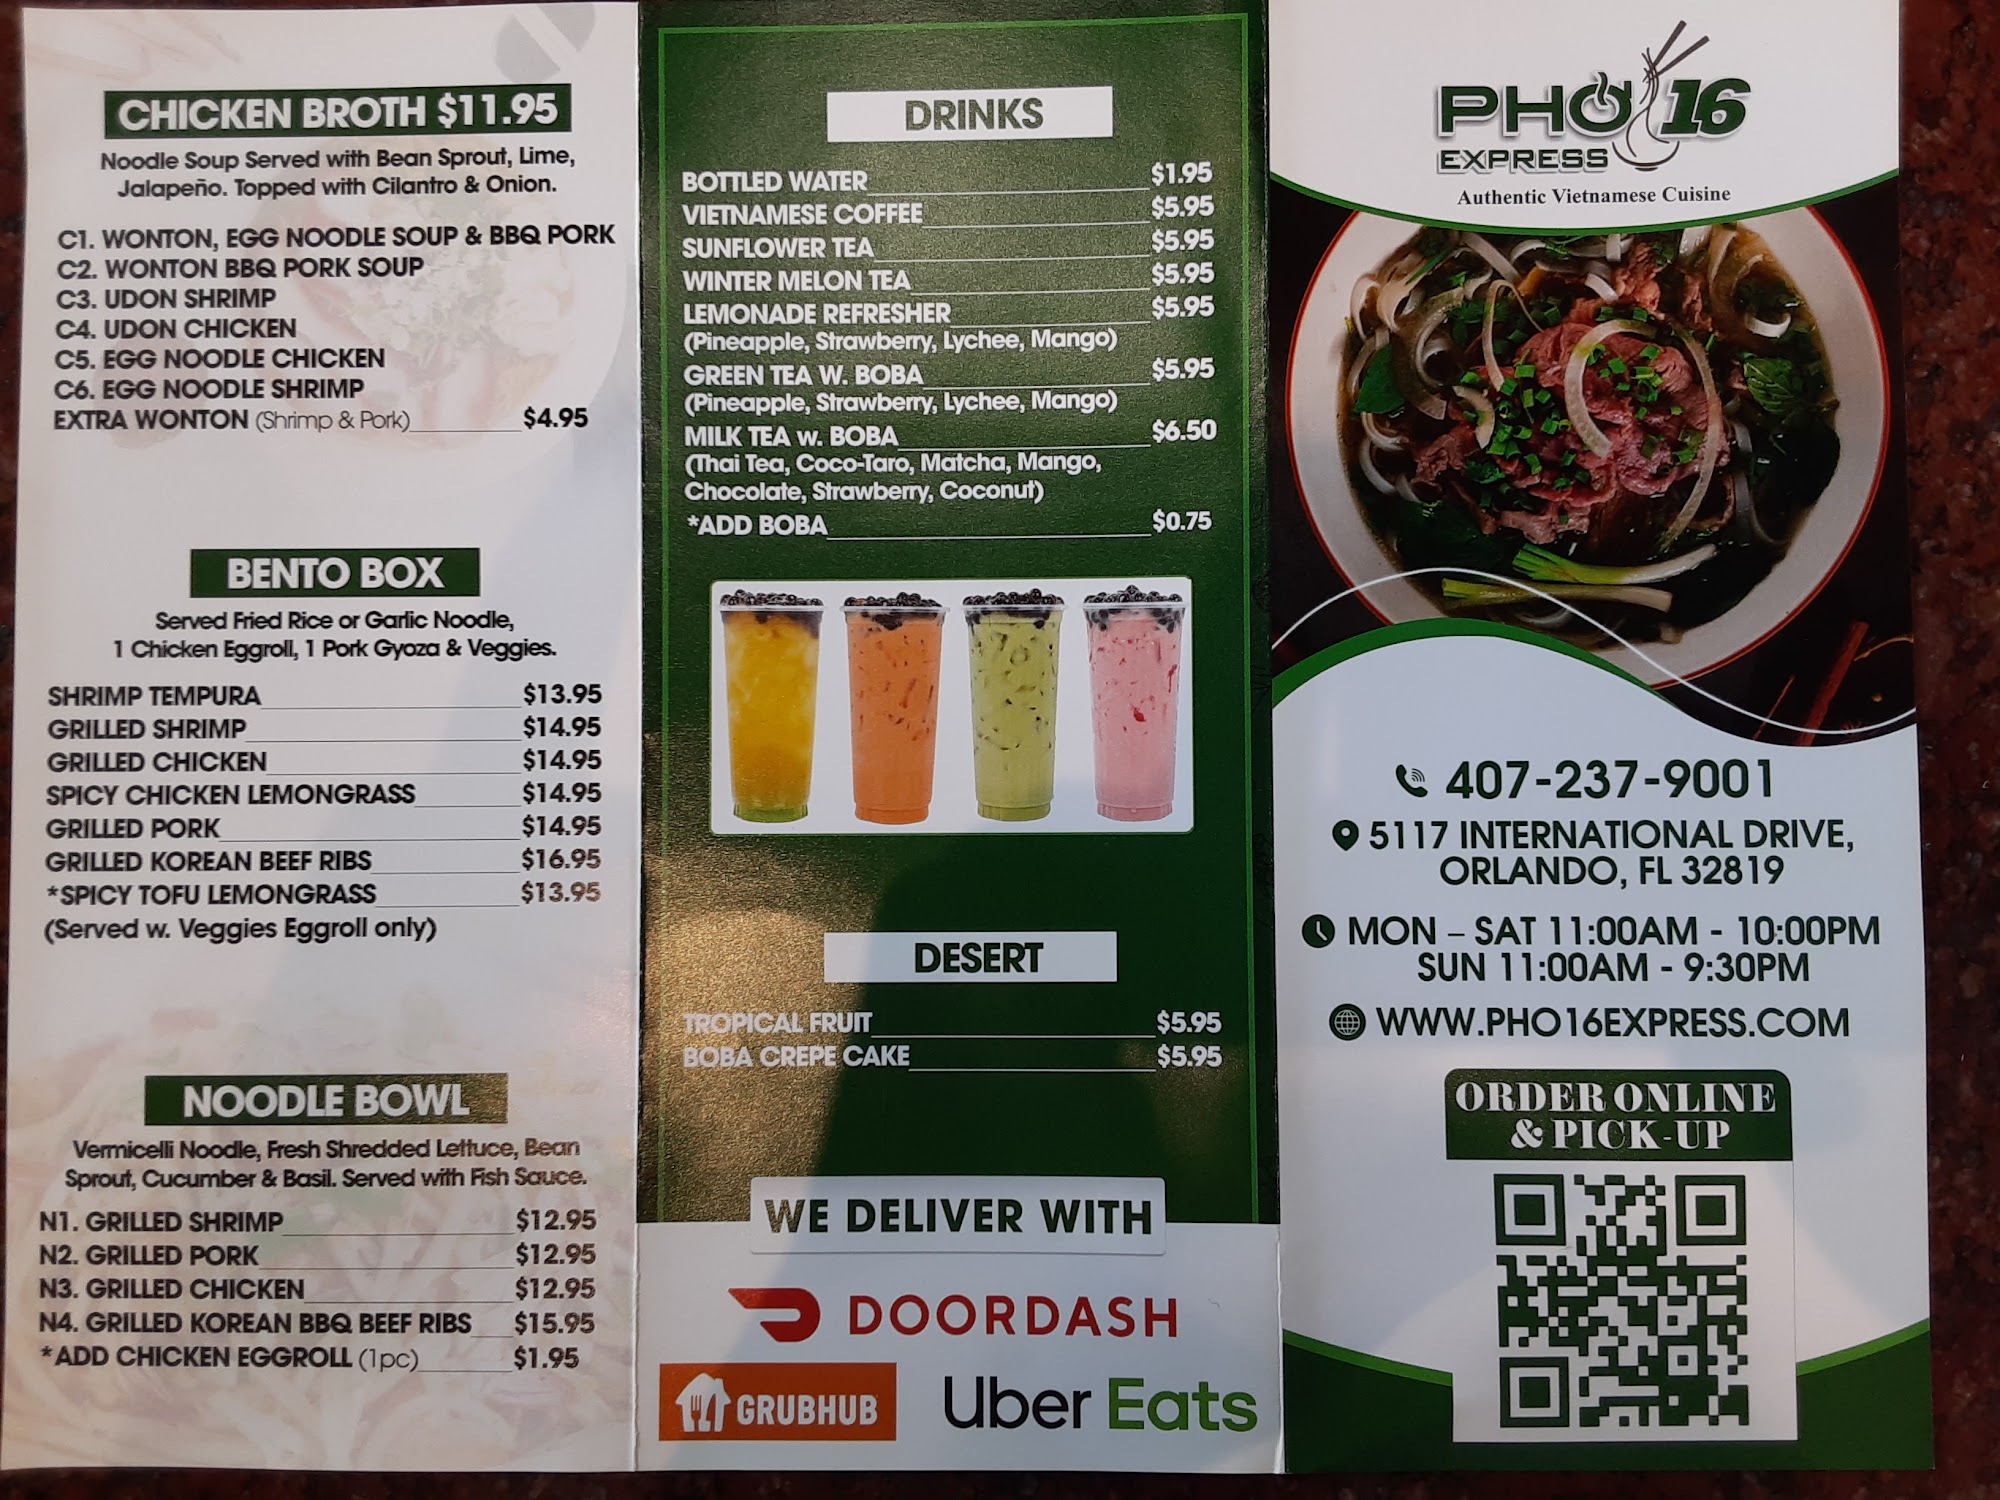 CHICKEN BROTH $11.95
Noodle Soup Served with Bean Sprout, Lime,
Jalapeño. Topped with Cilantro & Onion.
C1. WONTON, EGG NOODLE SOUP & BBQ PORK
C2. WONTON BBQ PORK SOUP
C3. UDON SHRIMP
C4. UDON CHICKEN
C5. EGG NOODLE CHICKEN
C6. EGG NOODLE SHRIMP
EXTRA WONTON (Shrimp & Pork) $4.95
BENTO BOX
Served Fried Rice or Garlic Noodle,
1 Chicken Eggroll, 1 Pork Gyoza & Veggies.
SHRIMP TEMPURA $13.95
GRILLED SHRIMP $14.95
GRILLED CHICKEN $14.95
SPICY CHICKEN LEMONGRASS $14.95
GRILLED PORK $14.95
GRILLED KOREAN BEEF RIBS $16.95
*SPICY TOFU LEMONGRASS $13.95
(Served w. Veggies Eggroll only)
NOODLE BOWL
Vermicelli Noodle, Fresh Shredded Lettuce, Bean
Sprout, Cucumber & Basil. Served with Fish Sauce.
N1. GRILLED SHRIMP $12.95
N2. GRILLED PORK $12.95
N3. GRILLED CHICKEN $12.95
N4. GRILLED KOREAN BBQ BEEF RIBS $15.95
*ADD CHICKEN EGGROLL (1pc) $1.95
DRINKS
BOTTLED WATER $1.95
VIETNAMESE COFFEE $5.95
SUNFLOWER TEA $5.95
WINTER MELON TEA $5.95
LEMONADE REFRESHER $5.95
(Pineapple, Strawberry, Lychee, Mango)
GREEN TEA W. BOBA $5.95
(Pineapple, Strawberry, Lychee, Mango)
MILK TEA w. BOBA $6.50
(Thai Tea, Coco-Taro, Matcha, Mango,
Chocolate, Strawberry, Coconut)
*ADD BOBA $0.75
DESERT
TROPICAL FRUIT $5.95
BOBA CREPE CAKE $5.95
WE DELIVER WITH
DOORDASH
GRUBHUB
Uber Eats
PHO 16
EXPRESS
Authentic Vietnamese Cuisine
407-237-9001
5117 INTERNATIONAL DRIVE,
ORLANDO, FL 32819
MON – SAT 11:00AM - 10:00PM
SUN 11:00AM - 9:30PM
WWW.PHO16EXPRESS.COM
ORDER ONLINE
& PICK-UP